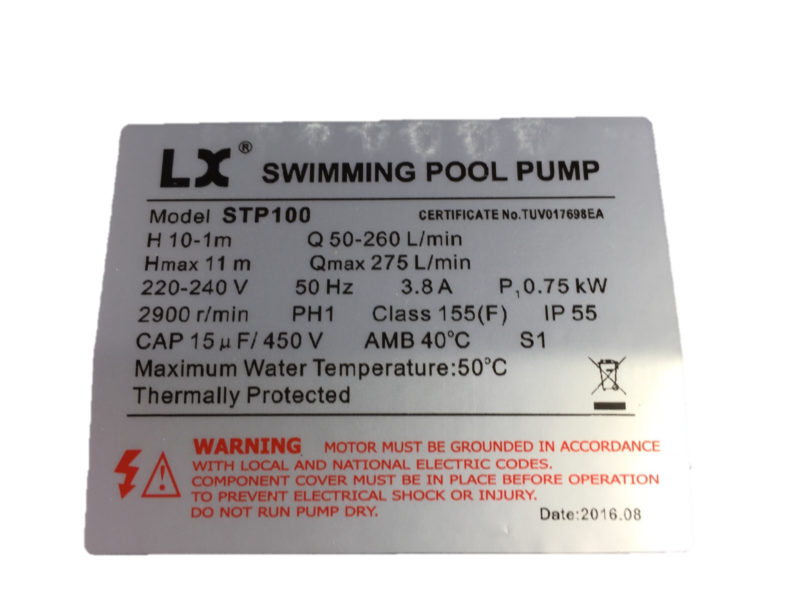 LX® SWIMMING POOL PUMP
Model STP100 CERTIFICATE No.TUV017698EA
H 10-1m Q 50-260 L/min
Hmax 11 m Qmax 275 L/min
220-240 V 50 Hz 3.8 A P₁0.75 kW
2900 r/min PH1 Class 155(F) IP 55
CAP 15μF/450 V AMB 40°C S1
Maximum Water Temperature:50°C
Thermally Protected
WARNING MOTOR MUST BE GROUNDED IN ACCORDANCE
WITH LOCAL AND NATIONAL ELECTRIC CODES.
COMPONENT COVER MUST BE IN PLACE BEFORE OPERATION
TO PREVENT ELECTRICAL SHOCK OR INJURY.
DO NOT RUN PUMP DRY.
Date:2016.08